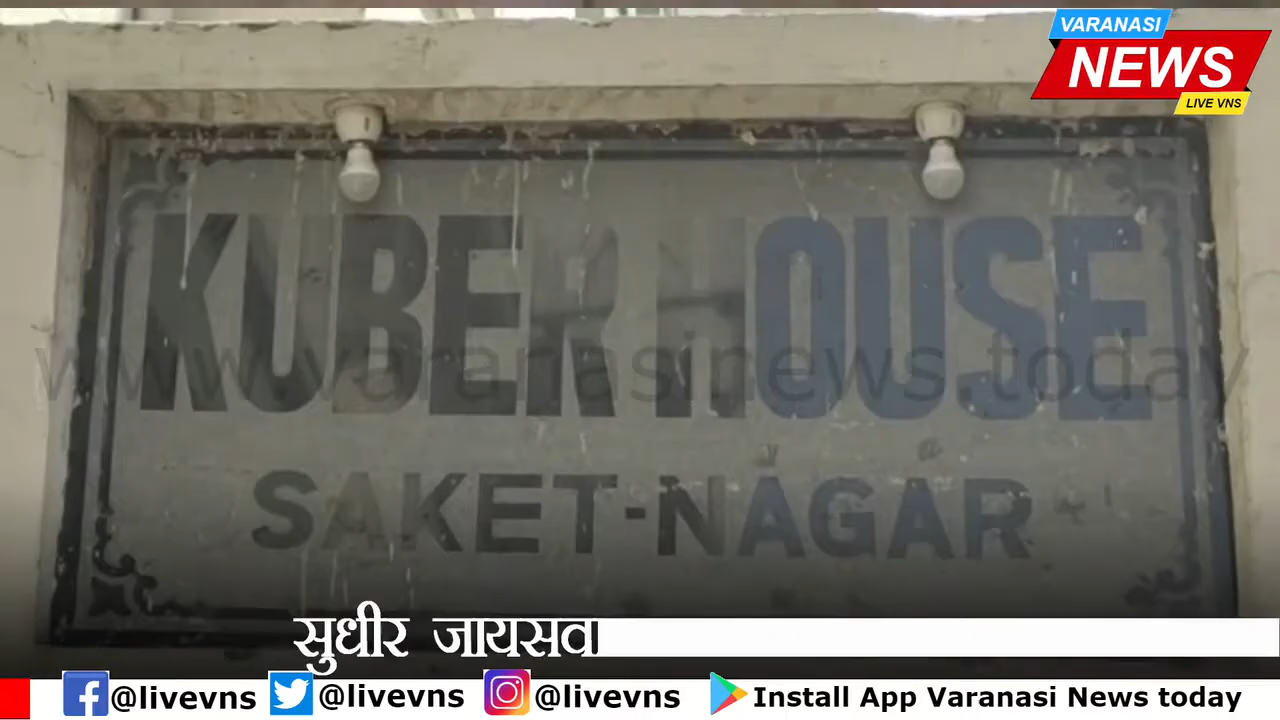 VARANASI
NEWS
LIVE VNS
KUBER HOUSE
www.varanasinews.today
SAKET-NAGAR
सुधीर जायसव
@livevns @livevns @livevns Install App Varanasi News today